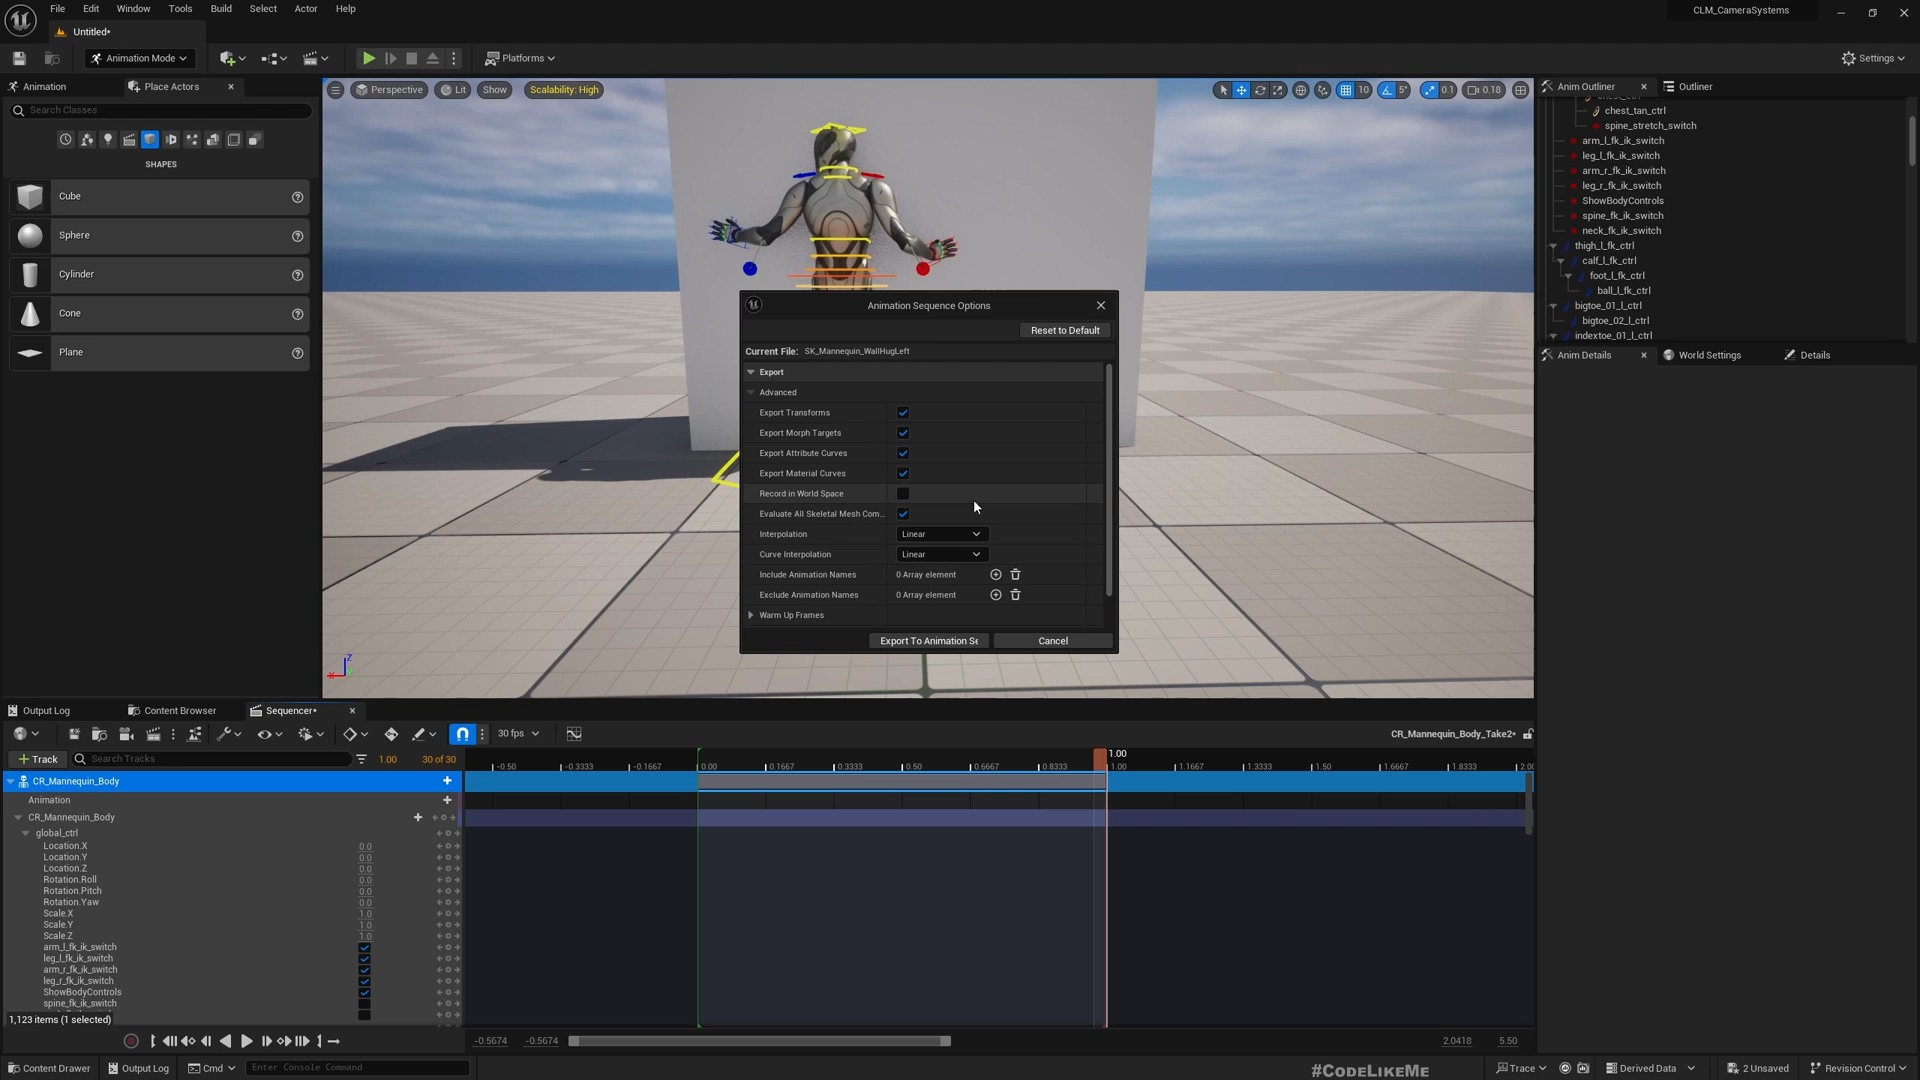 File Edit Window Tools Build Select Actor Help
CLM_CameraSystems
Untitled*
Animation Mode
Platforms
Settings
Animation
Place Actors
Search Classes
SHAPES
Cube
Sphere
Cylinder
Cone
Plane
Perspective
Lit
Show
Scalability: High
10
5°
0.1
0.18
Anim Outliner
Outliner
chest_tan_ctrl
spine_stretch_switch
arm_l_fk_ik_switch
leg_l_fk_ik_switch
arm_r_fk_ik_switch
leg_r_fk_ik_switch
ShowBodyControls
spine_fk_ik_switch
neck_fk_ik_switch
thigh_l_fk_ctrl
calf_l_fk_ctrl
foot_l_fk_ctrl
ball_l_fk_ctrl
bigtoe_01_l_ctrl
bigtoe_02_l_ctrl
indextoe_01_l_ctrl
Anim Details
World Settings
Details
Animation Sequence Options
Reset to Default
Current File: SK_Mannequin_WallHugLeft
Export
Advanced
Export Transforms
Export Morph Targets
Export Attribute Curves
Export Material Curves
Record in World Space
Evaluate All Skeletal Mesh Com...
Interpolation Linear
Curve Interpolation Linear
Include Animation Names 0 Array element
Exclude Animation Names 0 Array element
Warm Up Frames
Export To Animation Se
Cancel
Z
X
Output Log
Content Browser
Sequencer*
30 fps
CR_Mannequin_Body_Take2*
Track
Search Tracks
1.00
30 of 30
1.00
-0.50 -0.3333 -0.1667 0.00 0.1667 0.3333 0.50 0.6667 0.8333 1.00 1.1667 1.3333 1.50 1.6667 1.8333 2.00
CR_Mannequin_Body
Animation
CR_Mannequin_Body
global_ctrl
Location.X 0.0
Location.Y 0.0
Location.Z 0.0
Rotation.Roll 0.0
Rotation.Pitch 0.0
Rotation.Yaw 0.0
Scale.X 1.0
Scale.Y 1.0
Scale.Z 1.0
arm_l_fk_ik_switch
leg_l_fk_ik_switch
arm_r_fk_ik_switch
leg_r_fk_ik_switch
ShowBodyControls
spine_fk_ik_switch
1,123 items (1 selected)
-0.5674
-0.5674
2.0418
5.50
Content Drawer
Output Log
Cmd
Enter Console Command
#CODELIKEME
Trace
Derived Data
2 Unsaved
Revision Control